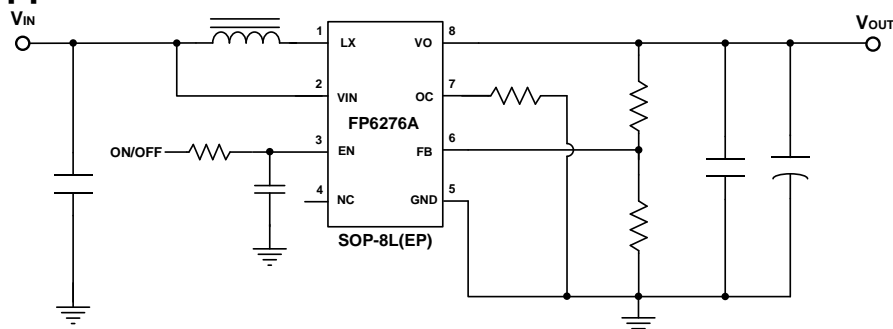 VIN
VOUT
1
LX
VO
8
2
VIN
OC
7
FP6276A
ON/OFF
3
EN
FB
6
4
NC
GND
5
SOP-8L(EP)